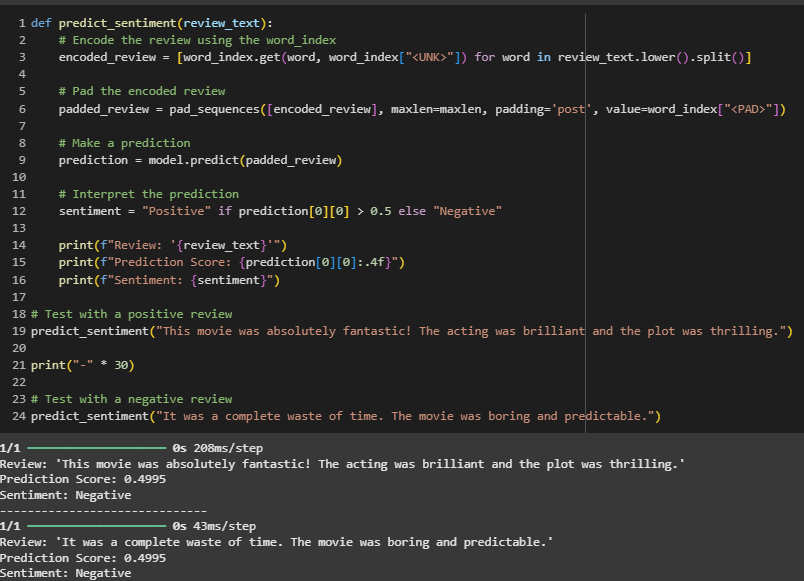 1 def predict_sentiment(review_text):
2     # Encode the review using the word_index
3     encoded_review = [word_index.get(word, word_index["<UNK>"]) for word in review_text.lower().split()]
4
5     # Pad the encoded review
6     padded_review = pad_sequences([encoded_review], maxlen=maxlen, padding='post', value=word_index["<PAD>"])
7
8     # Make a prediction
9     prediction = model.predict(padded_review)
10
11     # Interpret the prediction
12     sentiment = "Positive" if prediction[0][0] > 0.5 else "Negative"
13
14     print(f"Review: '{review_text}'")
15     print(f"Prediction Score: {prediction[0][0]:.4f}")
16     print(f"Sentiment: {sentiment}")
17
18 # Test with a positive review
19 predict_sentiment("This movie was absolutely fantastic! The acting was brilliant and the plot was thrilling.")
20
21 print("-" * 30)
22
23 # Test with a negative review
24 predict_sentiment("It was a complete waste of time. The movie was boring and predictable.")
1/1 ━━━━━━━━━━━━━━━━━━━━ 0s 208ms/step
Review: 'This movie was absolutely fantastic! The acting was brilliant and the plot was thrilling.'
Prediction Score: 0.4995
Sentiment: Negative
------------------------------
1/1 ━━━━━━━━━━━━━━━━━━━━ 0s 43ms/step
Review: 'It was a complete waste of time. The movie was boring and predictable.'
Prediction Score: 0.4995
Sentiment: Negative